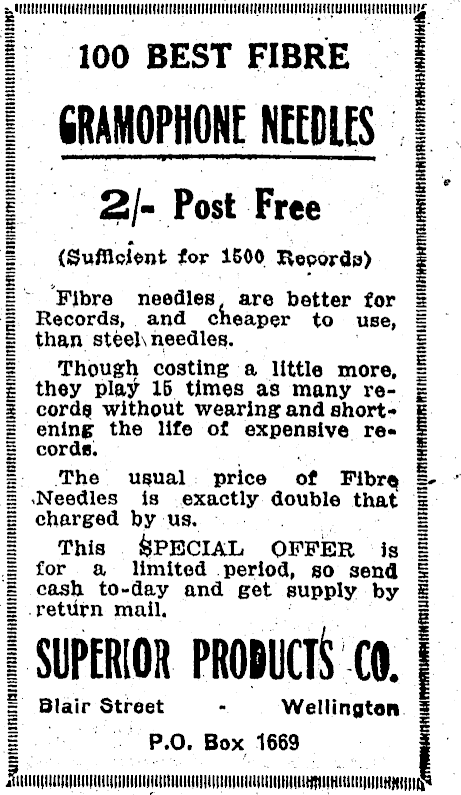 100 BEST FIBRE
GRAMOPHONE NEEDLES
2/- Post Free
(Sufficient for 1500 Records)
Fibre needles are better for
Records, and cheaper to use,
than steel needles.
Though costing a little more,
they play 15 times as many re-
cords without wearing and short-
ening the life of expensive re-
cords.
The usual price of Fibre
Needles is exactly double that
charged by us.
This SPECIAL OFFER is
for a limited period, so send
cash to-day and get supply by
return mail.
SUPERIOR PRODUCTS CO.
Blair Street - Wellington
P.O. Box 1669